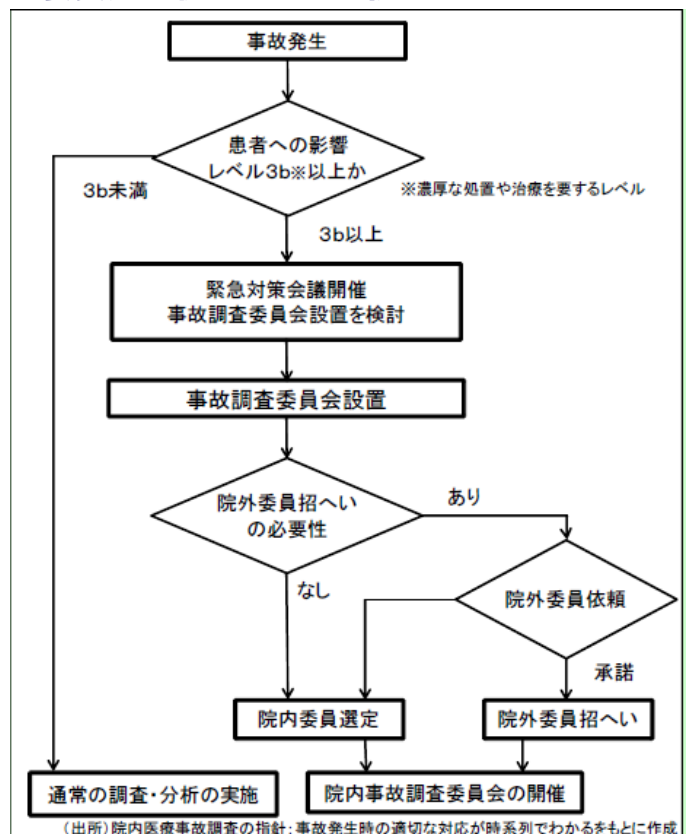 事故発生
患者への影響
レベル3b※以上か
3b未満
※濃厚な処置や治療を要するレベル
3b以上
緊急対策会議開催
事故調査委員会設置を検討
事故調査委員会設置
院外委員招へい
の必要性
あり
なし
院外委員依頼
承諾
院内委員選定
院外委員招へい
通常の調査・分析の実施
院内事故調査委員会の開催
(出所)院内医療事故調査の指針:事故発生時の適切な対応が時系列でわかるをもとに作成